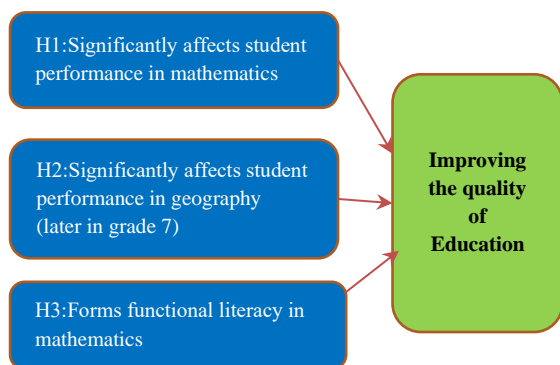 H1:Significantly affects student
performance in mathematics
H2:Significantly affects student
performance in geography
(later in grade 7)
H3:Forms functional literacy in
mathematics
Improving
the quality
of
Education